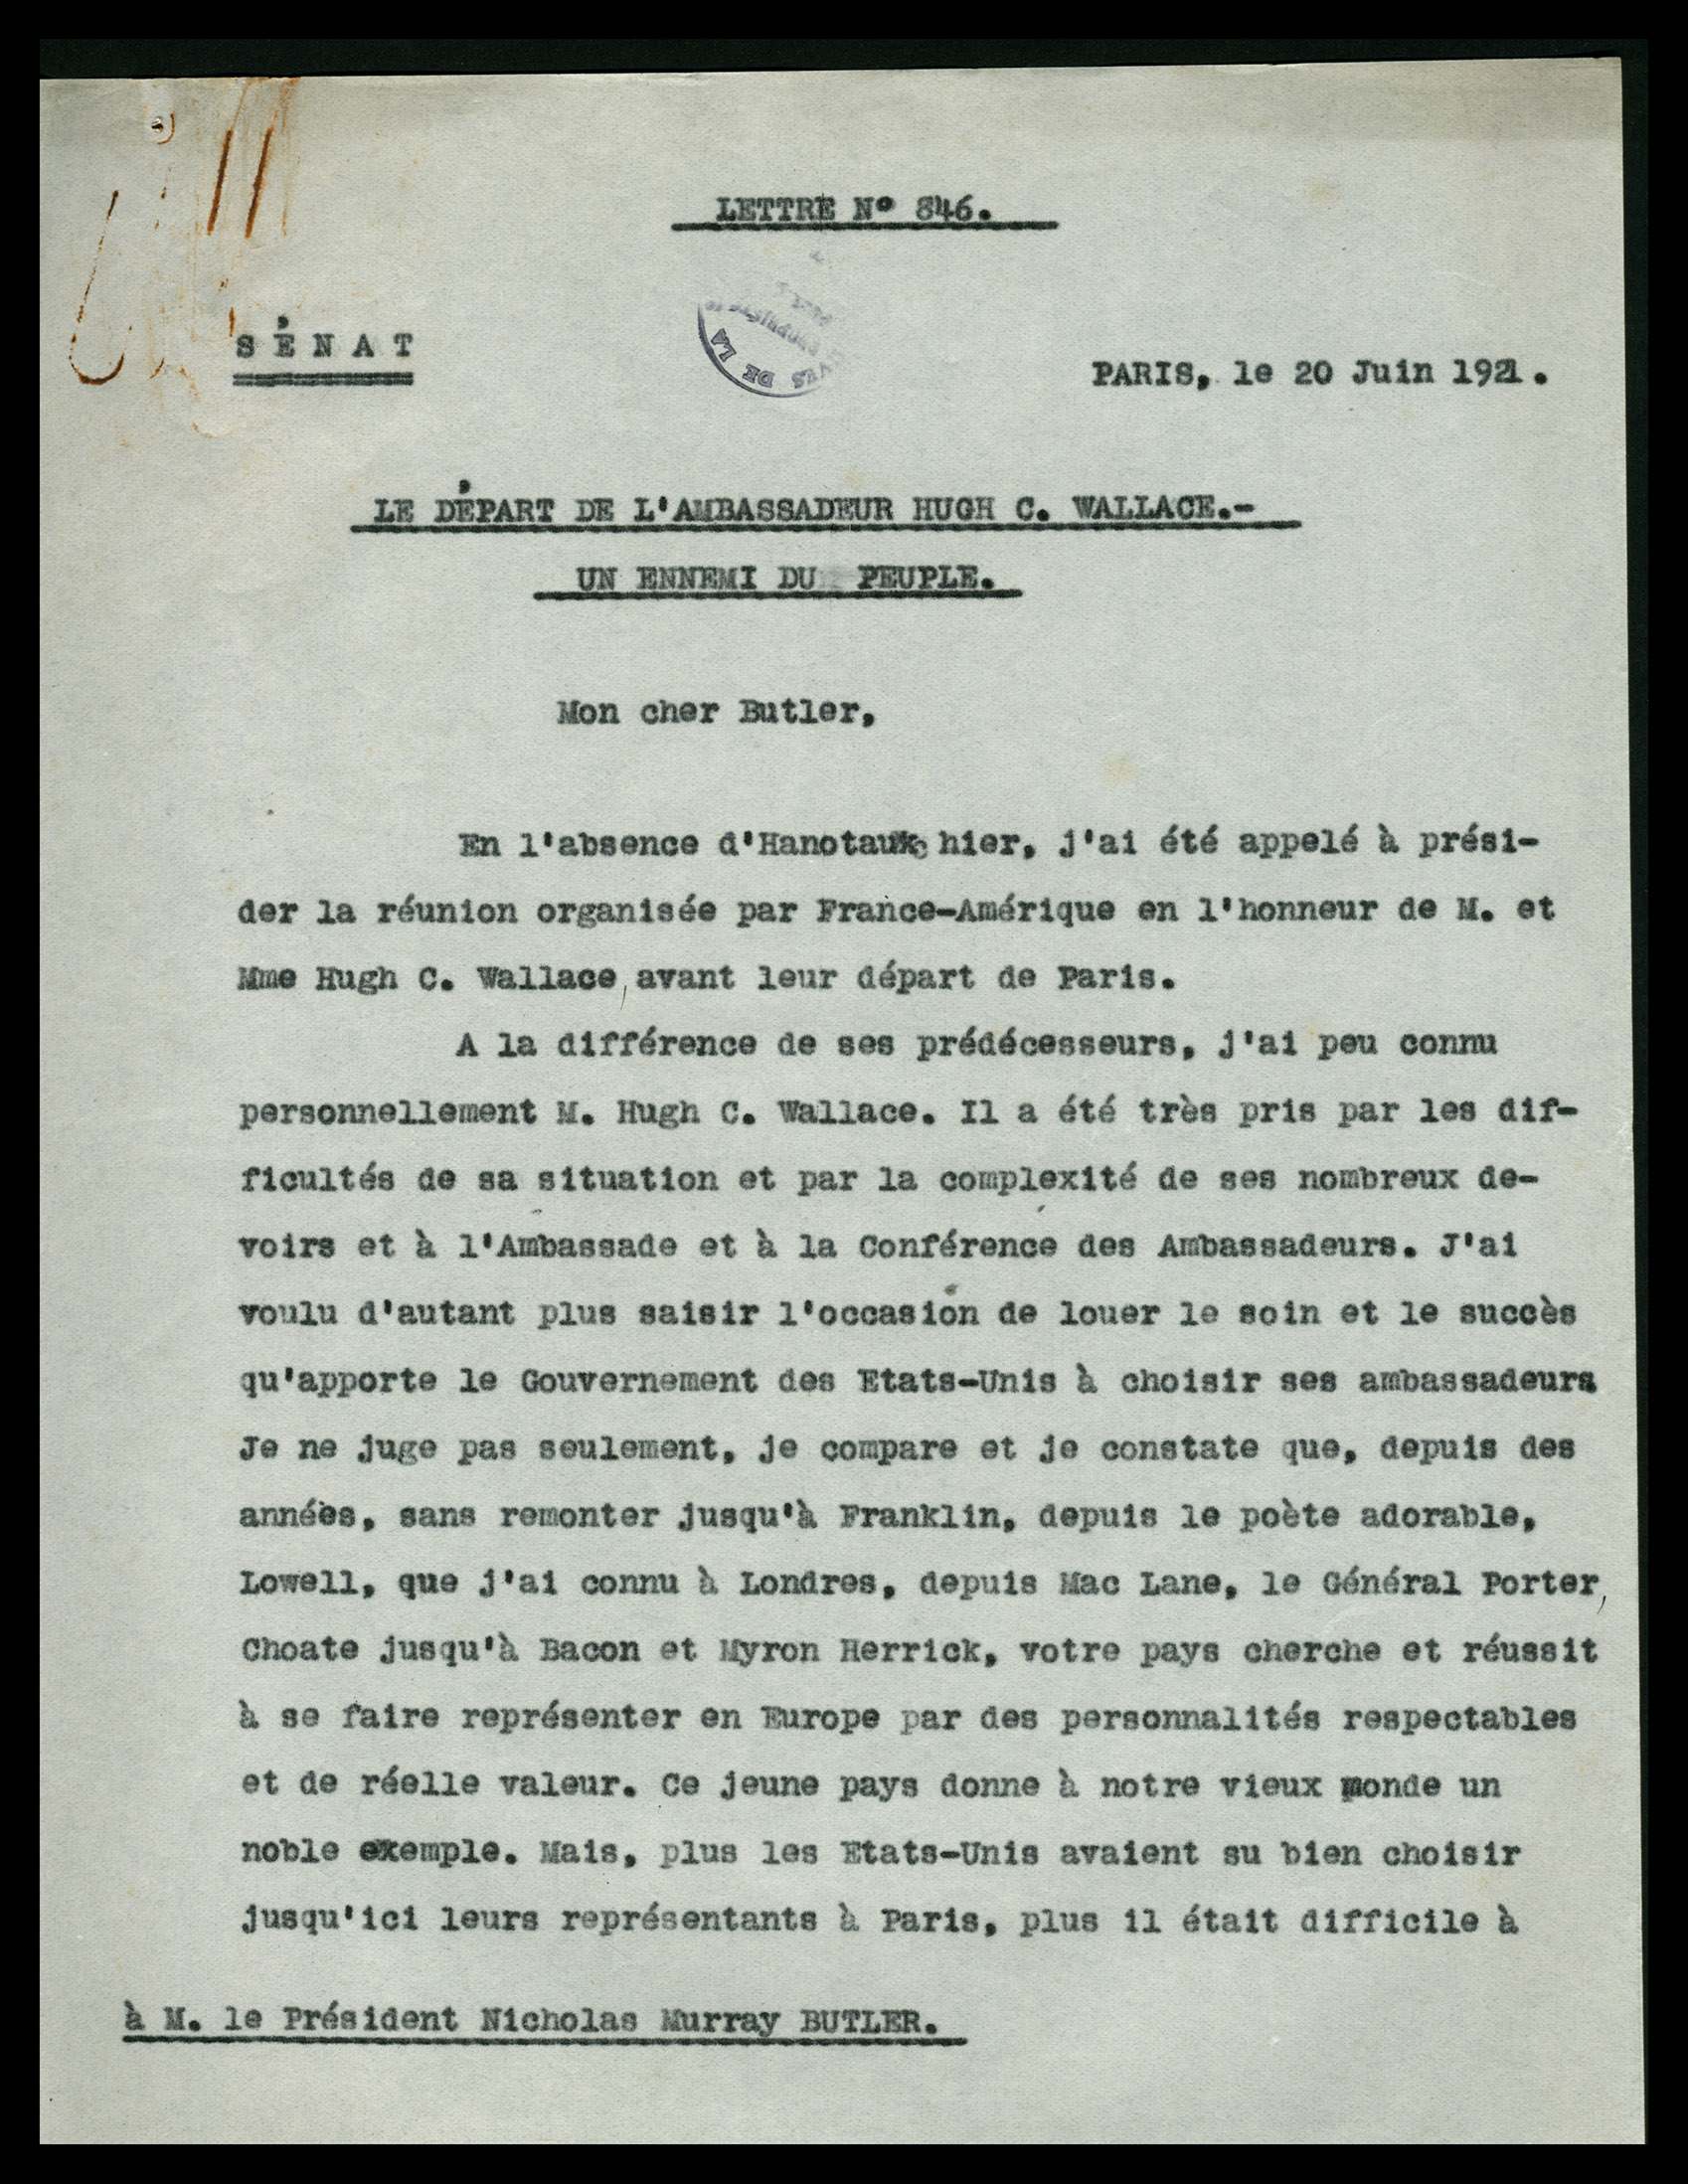 LETTRE N° 846.
SÉNAT
DE LA
PARIS, le 20 Juin 1921.
LE DÉPART DE L'AMBASSADEUR HUGH C. WALLACE.-
UN ENNEMI DU PEUPLE.
Mon cher Butler,
En l'absence d'Hanotaux hier, j'ai été appelé à prési-
der la réunion organisée par France-Amérique en l'honneur de M. et
Mme Hugh C. Wallace, avant leur départ de Paris.
A la différence de ses prédécesseurs, j'ai peu connu
personnellement M. Hugh C. Wallace. Il a été très pris par les dif-
ficultés de sa situation et par la complexité de ses nombreux de-
voirs et à l'Ambassade et à la Conférence des Ambassadeurs. J'ai
voulu d'autant plus saisir l'occasion de louer le soin et le succès
qu'apporte le Gouvernement des Etats-Unis à choisir ses ambassadeurs
Je ne juge pas seulement, je compare et je constate que, depuis des
années, sans remonter jusqu'à Franklin, depuis le poète adorable,
Lowell, que j'ai connu à Londres, depuis Mac Lane, le Général Porter,
Choate jusqu'à Bacon et Myron Herrick, votre pays cherche et réussit
à se faire représenter en Europe par des personnalités respectables
et de réelle valeur. Ce jeune pays donne à notre vieux monde un
noble exemple. Mais, plus les Etats-Unis avaient su bien choisir
jusqu'ici leurs représentants à Paris, plus il était difficile à
à M. le Président Nicholas Murray BUTLER.